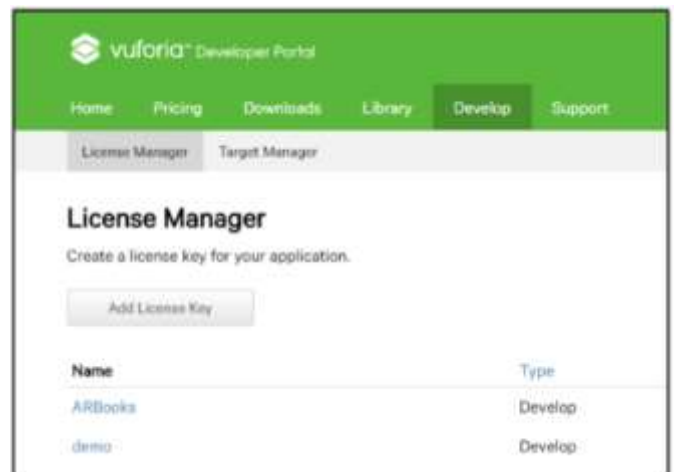 vuforia™ Developer Portal
Home Pricing Downloads Library Develop Support
License Manager Target Manager
License Manager
Create a license key for your application.
Add License Key
Name Type
ARBooks Develop
demo Develop